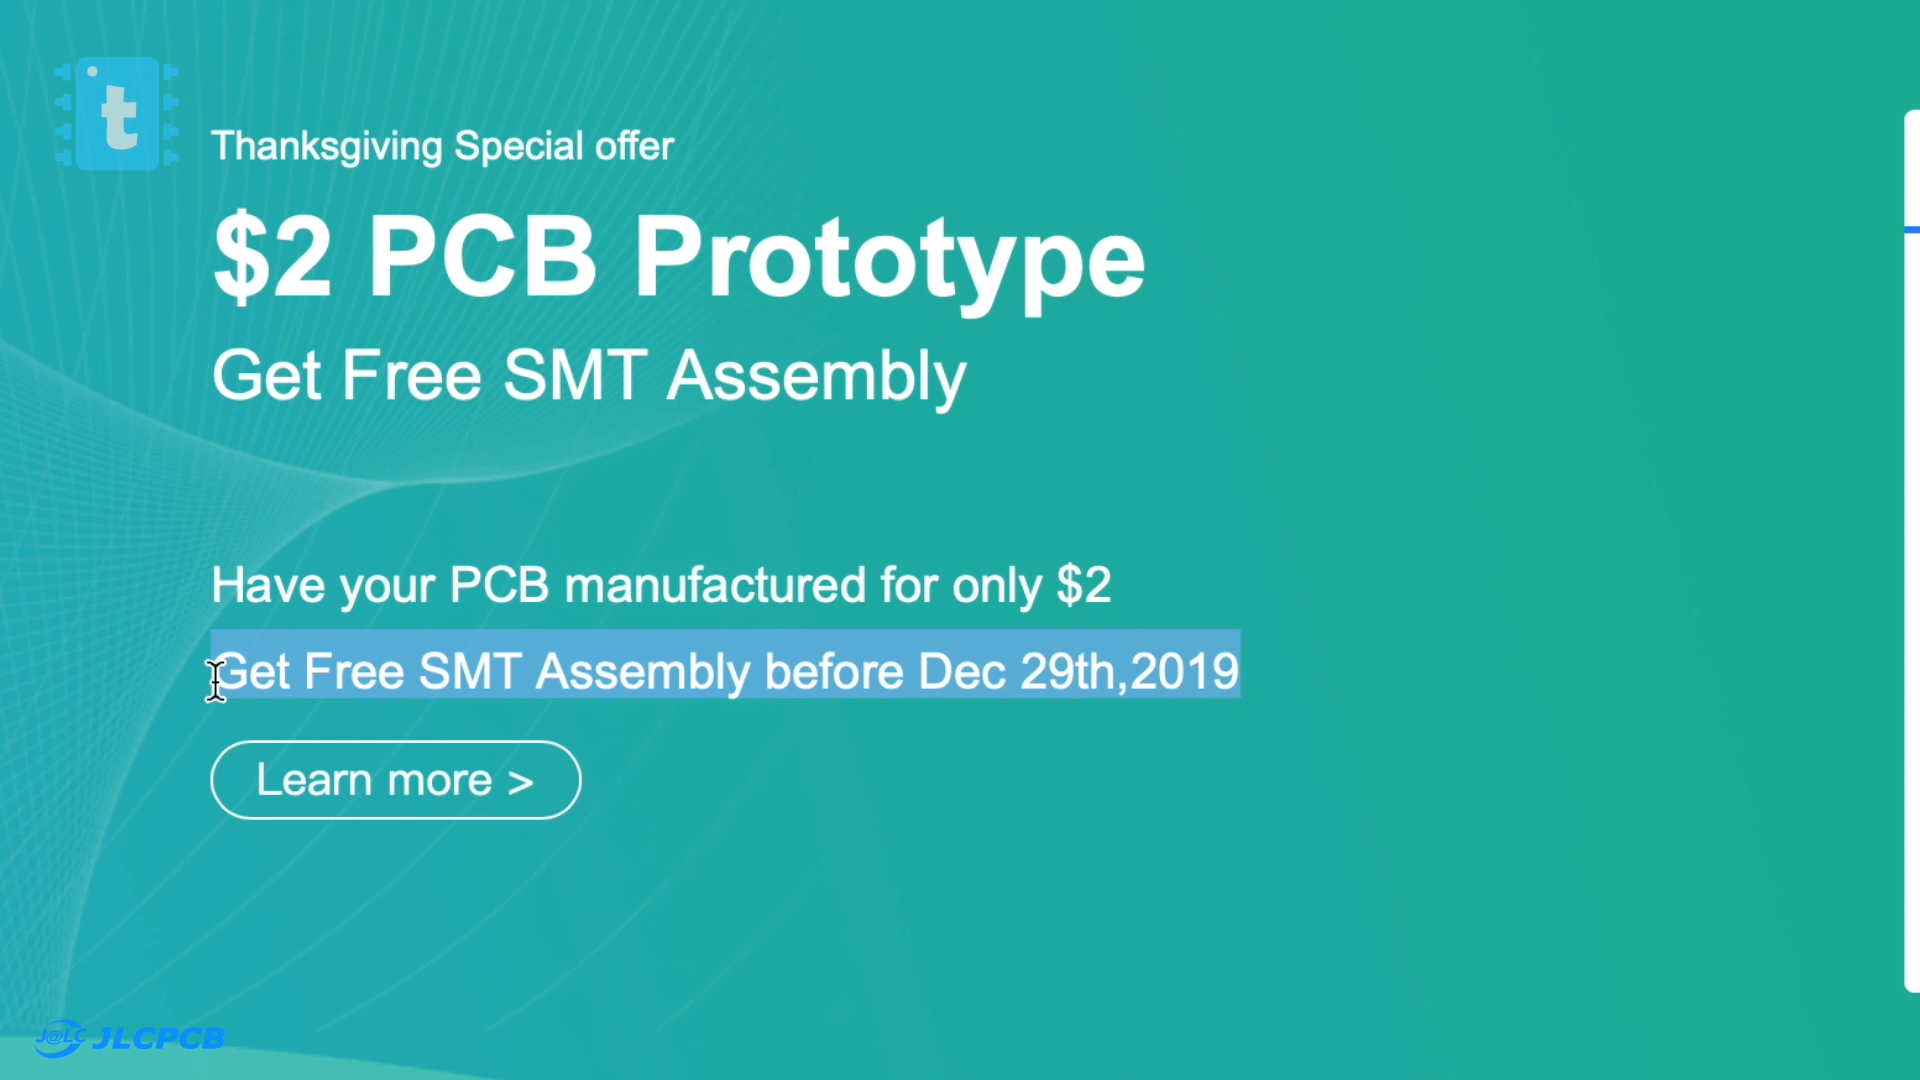 t
Thanksgiving Special offer
$2 PCB Prototype
Get Free SMT Assembly
Have your PCB manufactured for only $2
Get Free SMT Assembly before Dec 29th,2019
Learn more >
J@LC JLCPCB